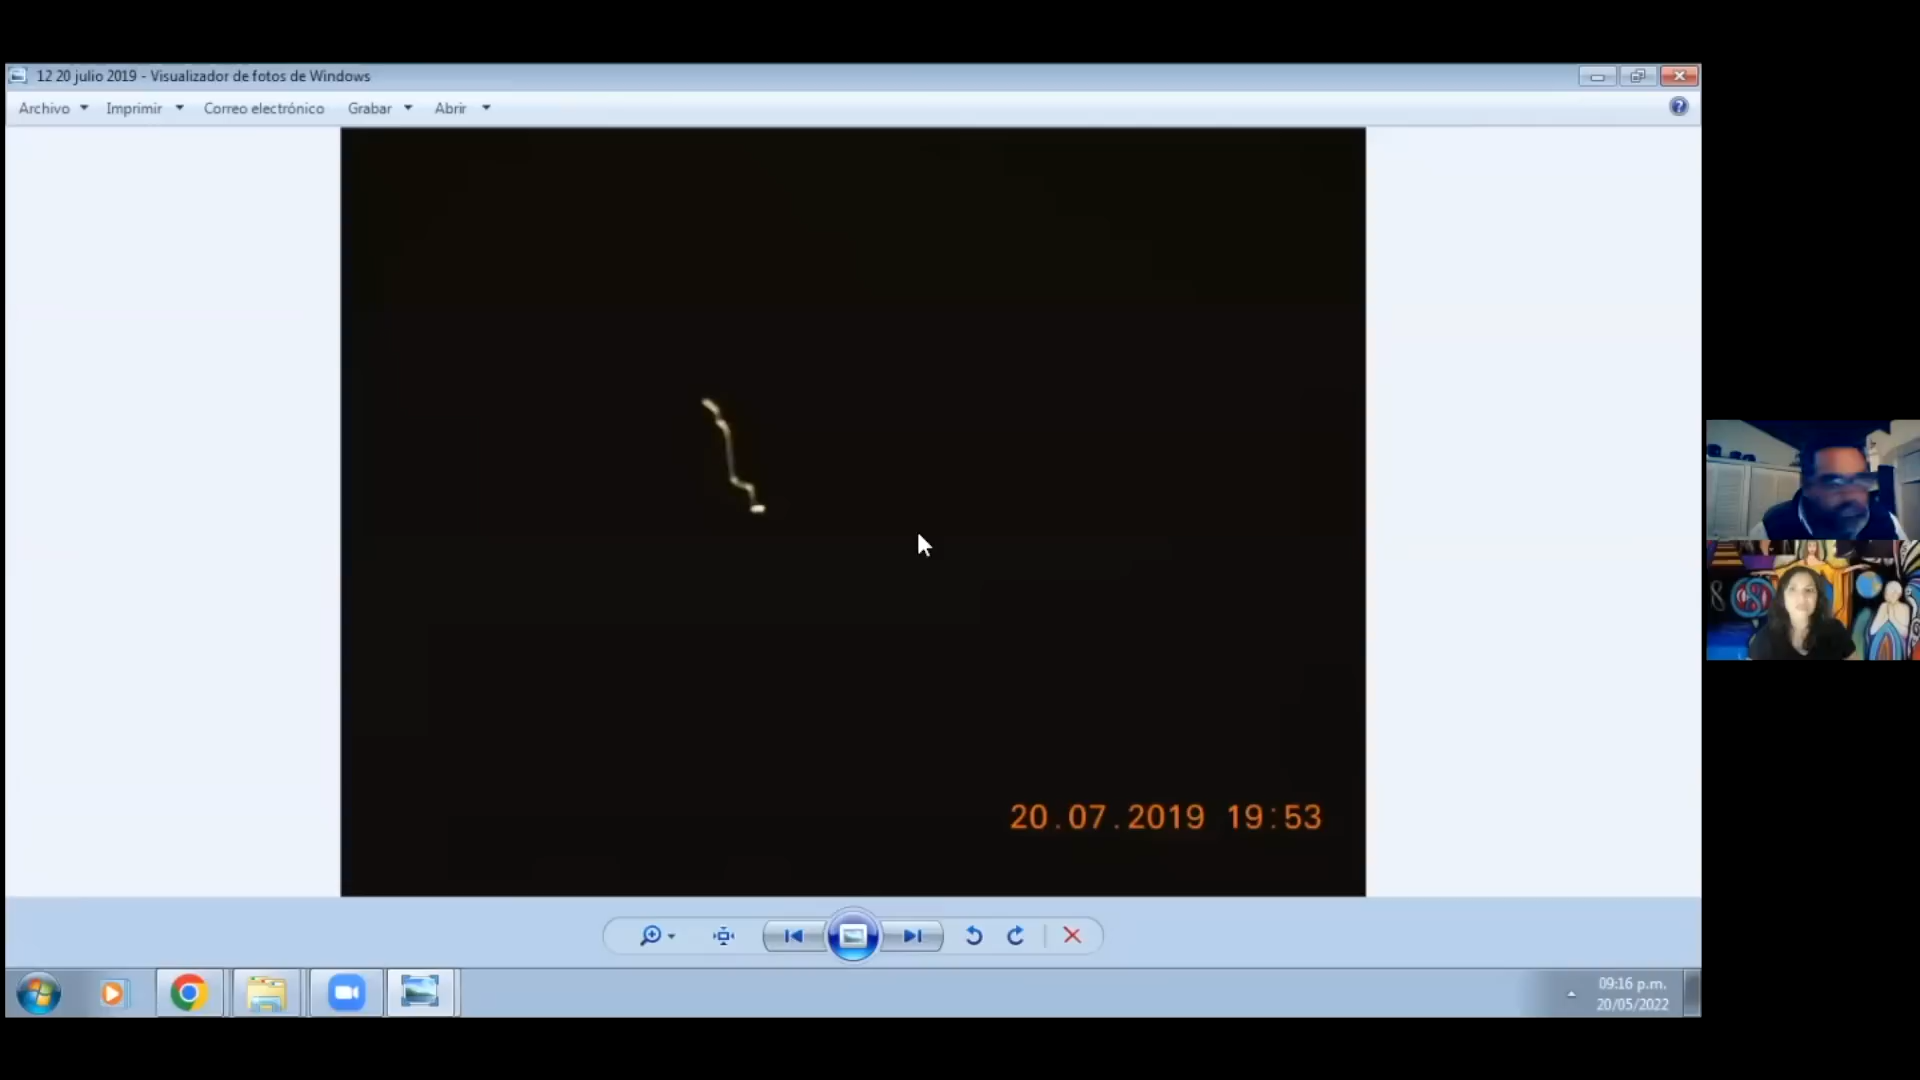 12 20 julio 2019 - Visualizador de fotos de Windows
Archivo Imprimir Correo electrónico Grabar Abrir
20.07.2019 19:53
09:16 p.m.
20/05/2022